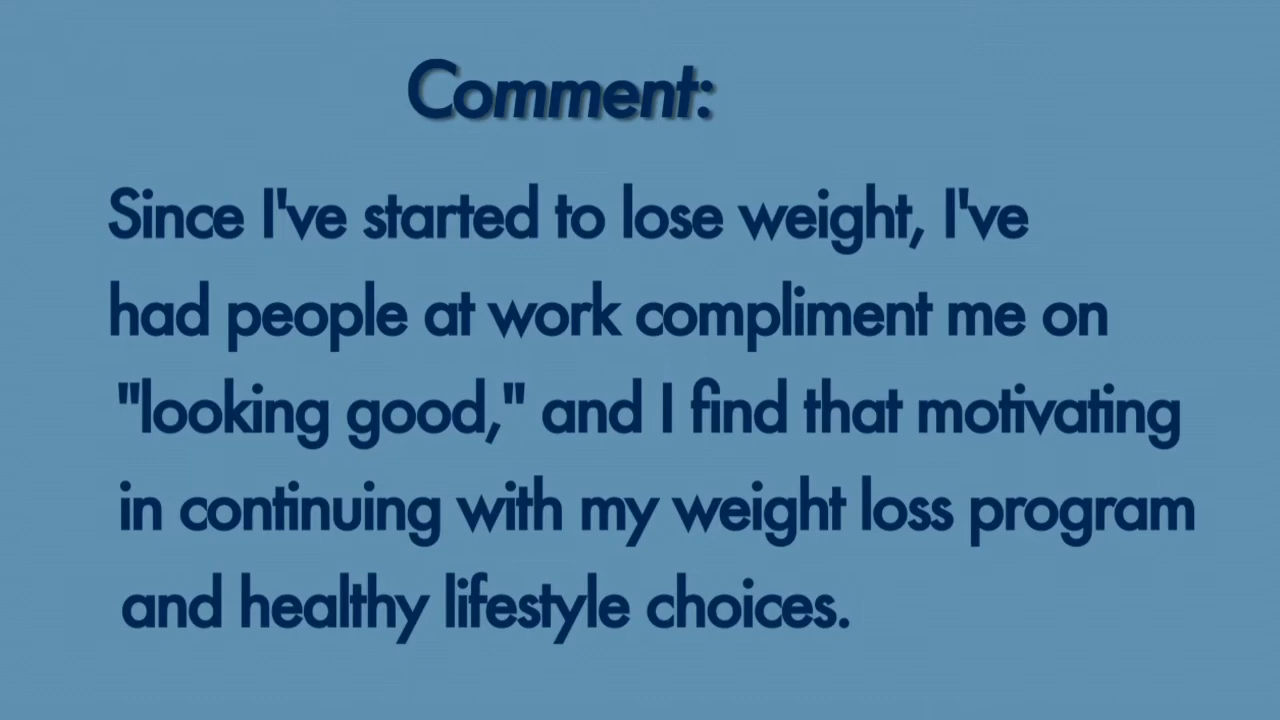 Comment:
Since I've started to lose weight, I've
had people at work compliment me on
"looking good," and I find that motivating
in continuing with my weight loss program
and healthy lifestyle choices.